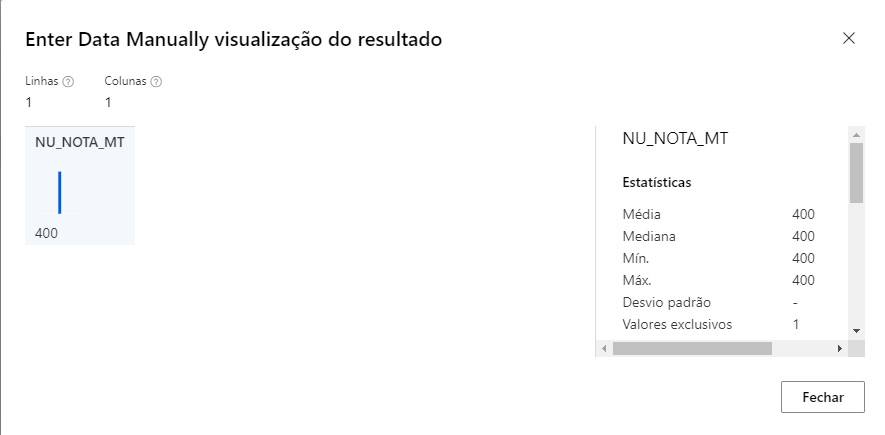 Enter Data Manually visualização do resultado
Linhas Colunas
1 1
NU_NOTA_MT
400
NU_NOTA_MT
Estatísticas
Média 400
Mediana 400
Mín. 400
Máx. 400
Desvio padrão -
Valores exclusivos 1
Fechar